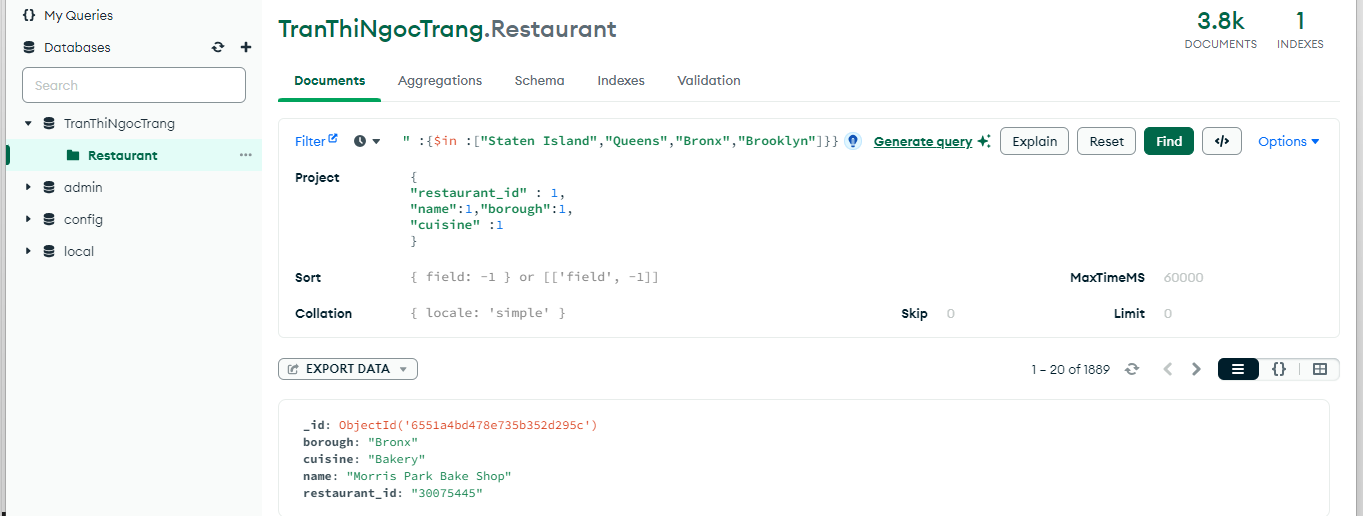 {} My Queries
Databases
Search
TranThiNgocTrang
Restaurant
admin
config
local
TranThiNgocTrang.Restaurant
3.8k
DOCUMENTS
1
INDEXES
Documents Aggregations Schema Indexes Validation
Filter " :{$in :["Staten Island","Queens","Bronx","Brooklyn"]}} Generate query Explain Reset Find </> Options
Project {
"restaurant_id" : 1,
"name":1,"borough":1,
"cuisine" :1
}
Sort { field: -1 } or [['field', -1]] MaxTimeMS 60000
Collation { locale: 'simple' } Skip 0 Limit 0
EXPORT DATA 1 – 20 of 1889 {}
_id: ObjectId('6551a4bd478e735b352d295c')
borough: "Bronx"
cuisine: "Bakery"
name: "Morris Park Bake Shop"
restaurant_id: "30075445"